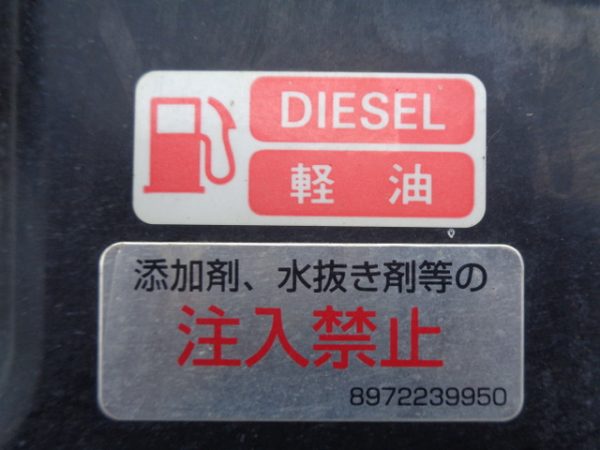 DIESEL
軽 油
添加剤、水抜き剤等の
注入禁止
8972239950